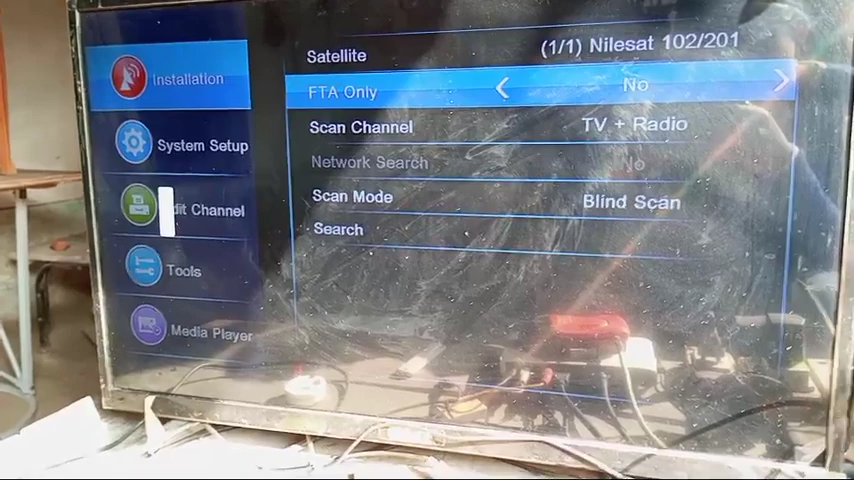 Installation
System Setup
dit Channel
Tools
Media Player
Satellite (1/1) Nilesat 102/201
FTA Only No
Scan Channel TV + Radio
Network Search No
Scan Mode Blind Scan
Search